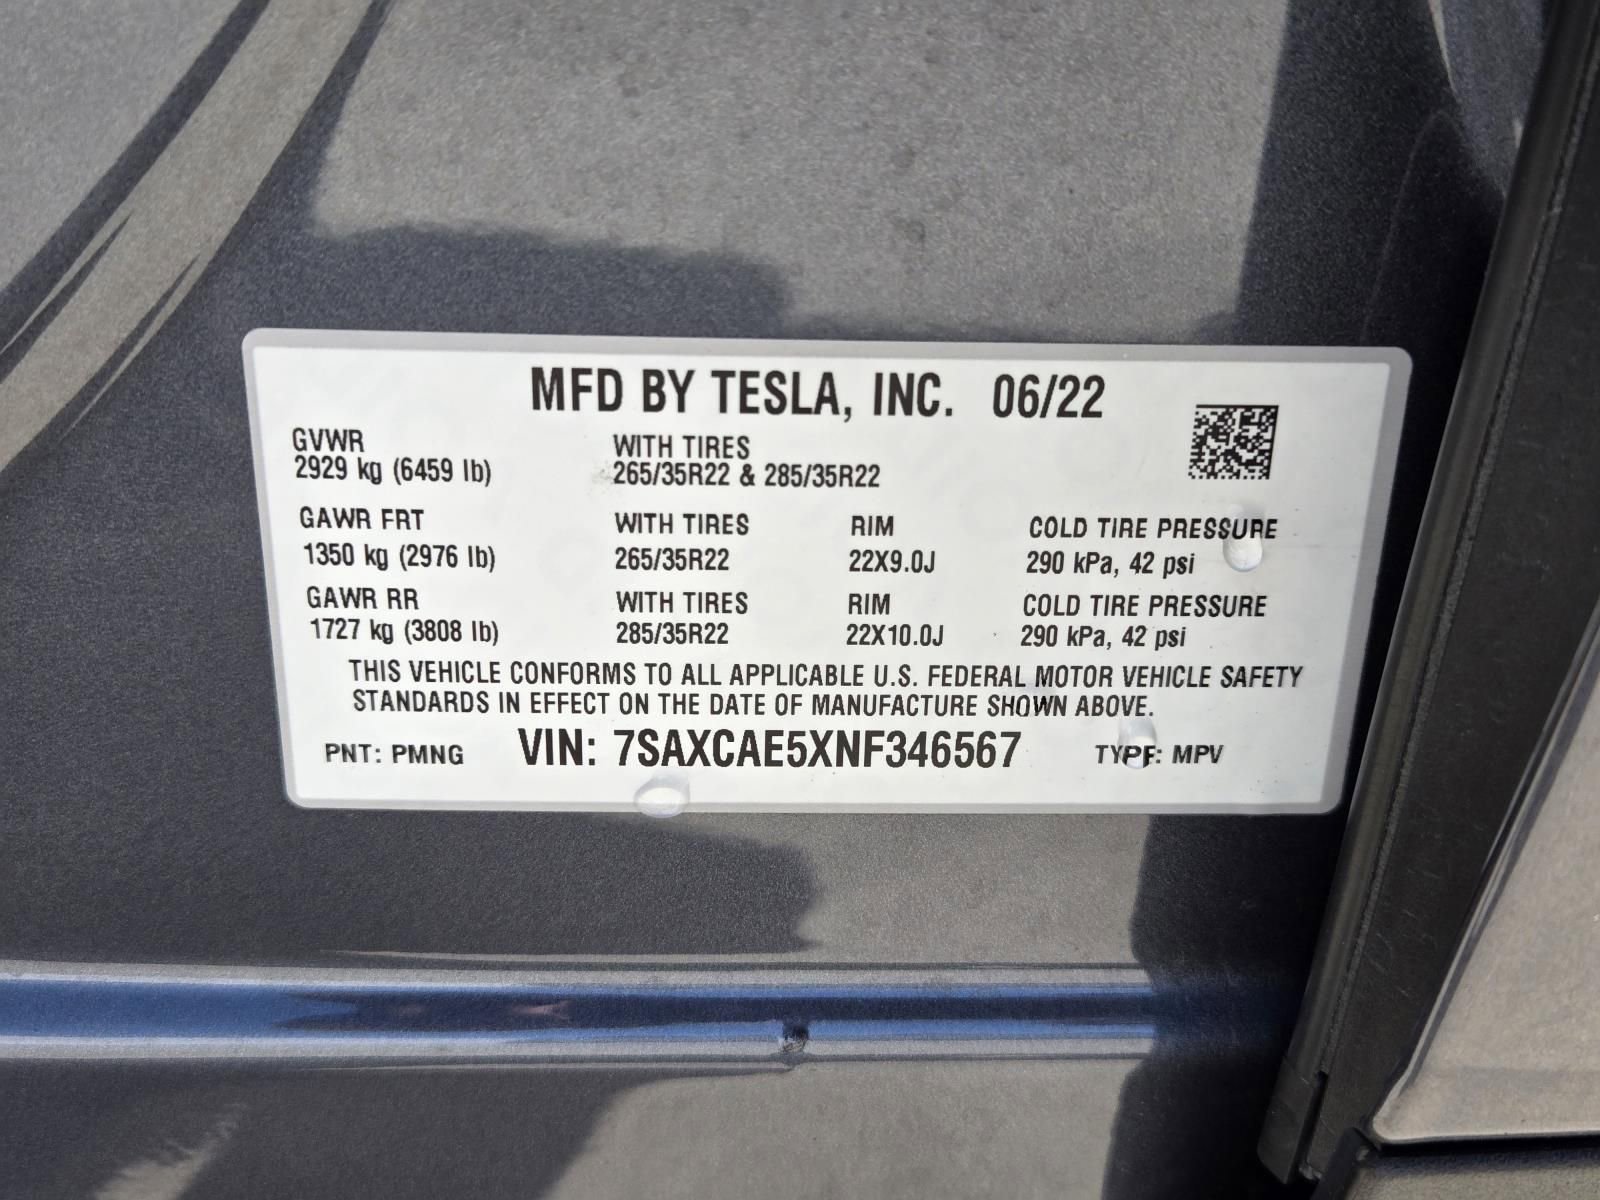 MFD BY TESLA, INC. 06/22
GVWR WITH TIRES
2929 kg (6459 lb) 265/35R22 & 285/35R22
GAWR FRT WITH TIRES RIM COLD TIRE PRESSURE
1350 kg (2976 lb) 265/35R22 22X9.0J 290 kPa, 42 psi
GAWR RR WITH TIRES RIM COLD TIRE PRESSURE
1727 kg (3808 lb) 285/35R22 22X10.0J 290 kPa, 42 psi
THIS VEHICLE CONFORMS TO ALL APPLICABLE U.S. FEDERAL MOTOR VEHICLE SAFETY
STANDARDS IN EFFECT ON THE DATE OF MANUFACTURE SHOWN ABOVE.
PNT: PMNG VIN: 7SAXCAE5XNF346567 TYPE: MPV